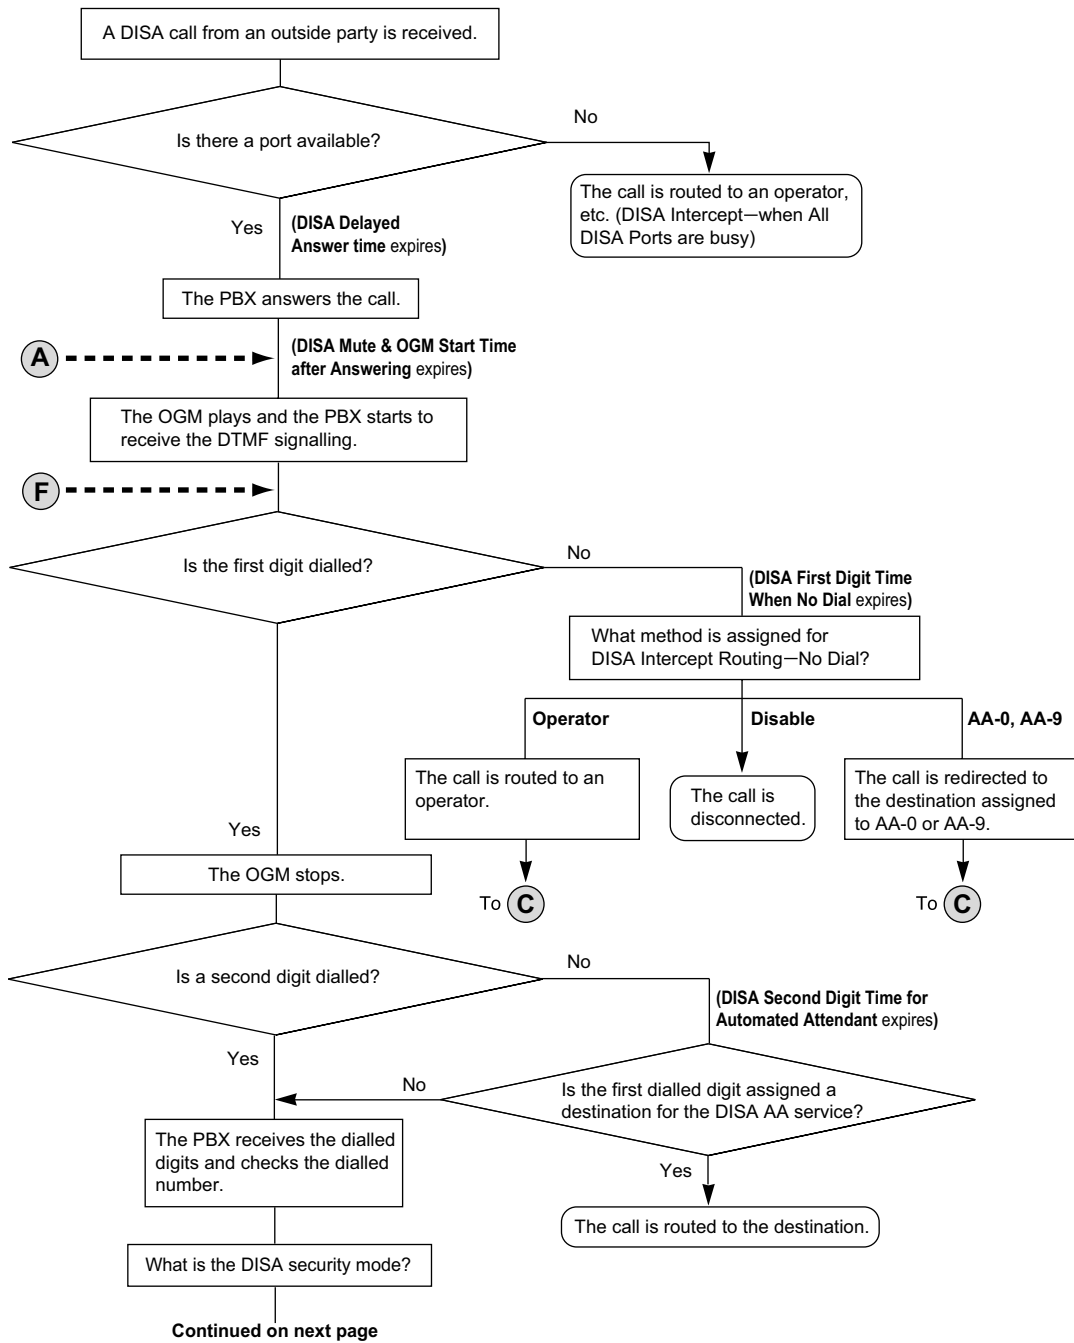 A DISA call from an outside party is received.
Is there a port available?
No
The call is routed to an operator,
etc. (DISA Intercept—when All
DISA Ports are busy)
Yes
(DISA Delayed
Answer time expires)
The PBX answers the call.
A
(DISA Mute & OGM Start Time
after Answering expires)
The OGM plays and the PBX starts to
receive the DTMF signalling.
F
Is the first digit dialled?
No
(DISA First Digit Time
When No Dial expires)
What method is assigned for
DISA Intercept Routing—No Dial?
Operator
Disable
AA-0, AA-9
The call is routed to an
operator.
The call is
disconnected.
The call is redirected to
the destination assigned
to AA-0 or AA-9.
To C
To C
Yes
The OGM stops.
Is a second digit dialled?
No
(DISA Second Digit Time for
Automated Attendant expires)
Yes
No
Is the first dialled digit assigned a
destination for the DISA AA service?
The PBX receives the dialled
digits and checks the dialled
number.
Yes
The call is routed to the destination.
What is the DISA security mode?
Continued on next page